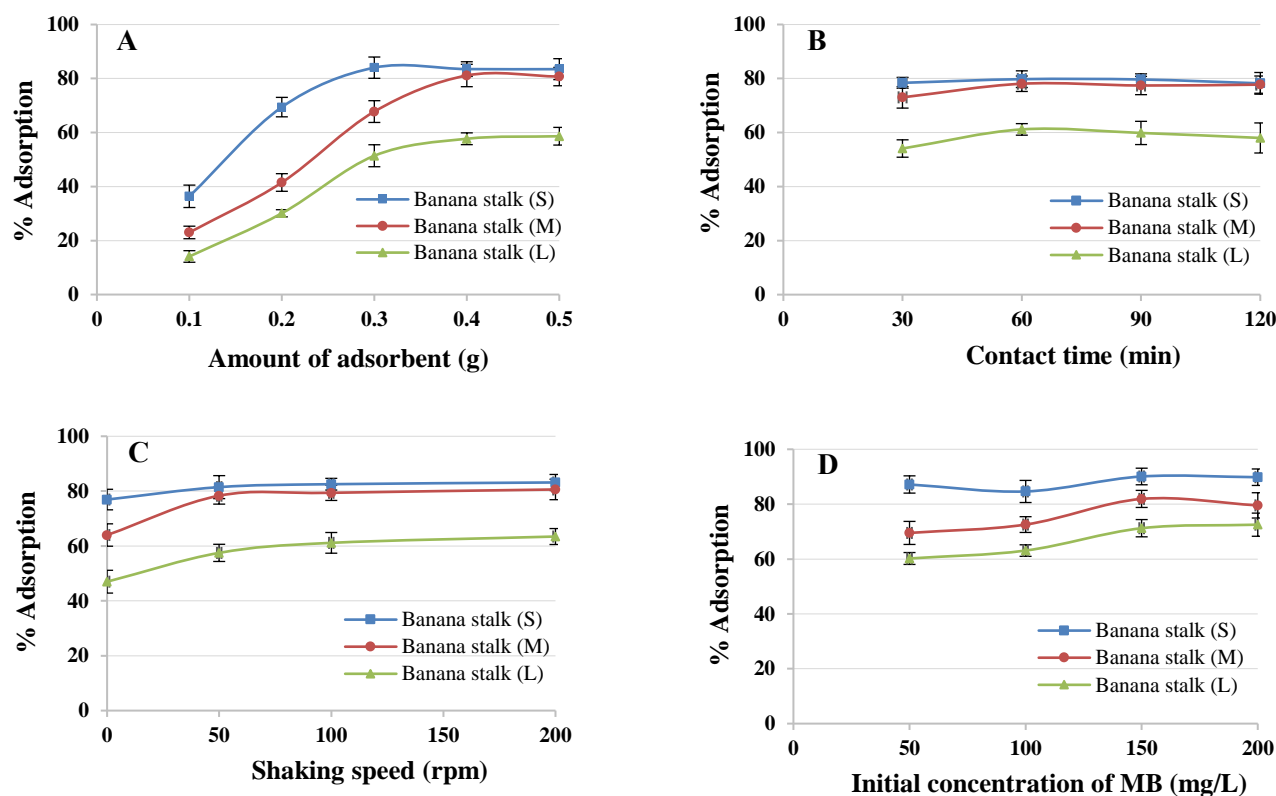 A
% Adsorption
100
80
60
40
20
0
Banana stalk (S)
Banana stalk (M)
Banana stalk (L)
0 0.1 0.2 0.3 0.4 0.5
Amount of adsorbent (g)
B
% Adsorption
100
80
60
40
20
0
Banana stalk (S)
Banana stalk (M)
Banana stalk (L)
0 30 60 90 120
Contact time (min)
C
% Adsorption
100
80
60
40
20
0
Banana stalk (S)
Banana stalk (M)
Banana stalk (L)
0 50 100 200
Shaking speed (rpm)
D
% Adsorption
100
80
60
40
20
0
Banana stalk (S)
Banana stalk (M)
Banana stalk (L)
0 50 100 150 200
Initial concentration of MB (mg/L)